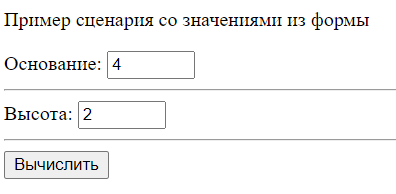 Пример сценария со значениями из формы
Основание: 4
Высота: 2
Вычислить